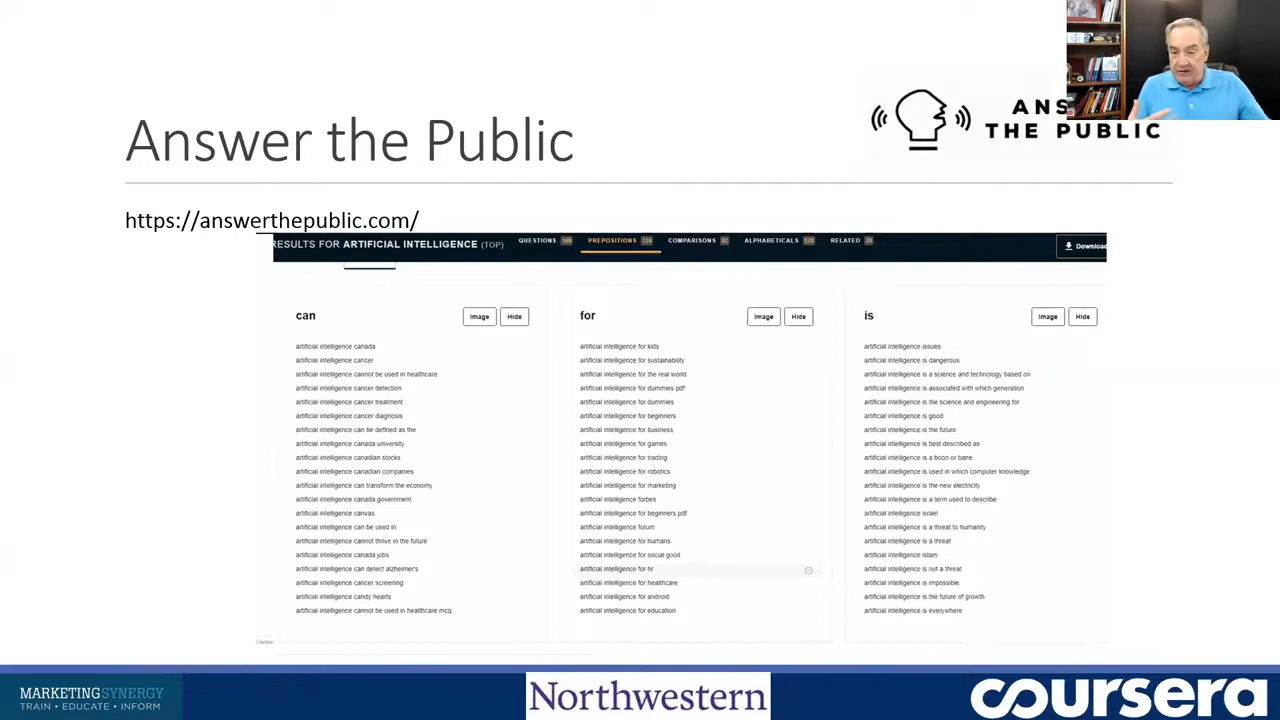 Answer the Public
ANS
THE PUBLIC
https://answerthepublic.com/
RESULTS FOR ARTIFICIAL INTELLIGENCE (TOP)
QUESTIONS 169
PREPOSITIONS 124
COMPARISONS 92
ALPHABETICALS 520
RELATED 20
Download
can
Image
Hide
artificial intelligence canada
artificial intelligence cancer
artificial intelligence cannot be used in healthcare
artificial intelligence cancer detection
artificial intelligence cancer treatment
artificial intelligence cancer diagnosis
artificial intelligence can be defined as the
artificial intelligence canada university
artificial intelligence canadian stocks
artificial intelligence canadian companies
artificial intelligence can transform the economy
artificial intelligence canada government
artificial intelligence canvas
artificial intelligence can be used in
artificial intelligence cannot thrive in the future
artificial intelligence canada jobs
artificial intelligence can detect alzheimer's
artificial intelligence cancer screening
artificial intelligence candy hearts
artificial intelligence cannot be used in healthcare mcq
for
Image
Hide
artificial intelligence for kids
artificial intelligence for sustainability
artificial intelligence for the real world
artificial intelligence for dummies pdf
artificial intelligence for dummies
artificial intelligence for beginners
artificial intelligence for business
artificial intelligence for games
artificial intelligence for trading
artificial intelligence for robotics
artificial intelligence for marketing
artificial intelligence forbes
artificial intelligence for beginners pdf
artificial intelligence forum
artificial intelligence for humans
artificial intelligence for social good
artificial intelligence for hr
artificial intelligence for healthcare
artificial intelligence for android
artificial intelligence for education
is
Image
Hide
artificial intelligence issues
artificial intelligence is dangerous
artificial intelligence is a science and technology based on
artificial intelligence is associated with which generation
artificial intelligence is the science and engineering for
artificial intelligence is good
artificial intelligence is the future
artificial intelligence is best described as
artificial intelligence is a boon or bane
artificial intelligence is used in which computer knowledge
artificial intelligence is the new electricity
artificial intelligence is a term used to describe
artificial intelligence israel
artificial intelligence is a threat to humanity
artificial intelligence is a threat
artificial intelligence islam
artificial intelligence is not a threat
artificial intelligence is impossible
artificial intelligence is the future of growth
artificial intelligence is everywhere
MARKETINGSYNERGY
TRAIN • EDUCATE • INFORM
Northwestern
coursera